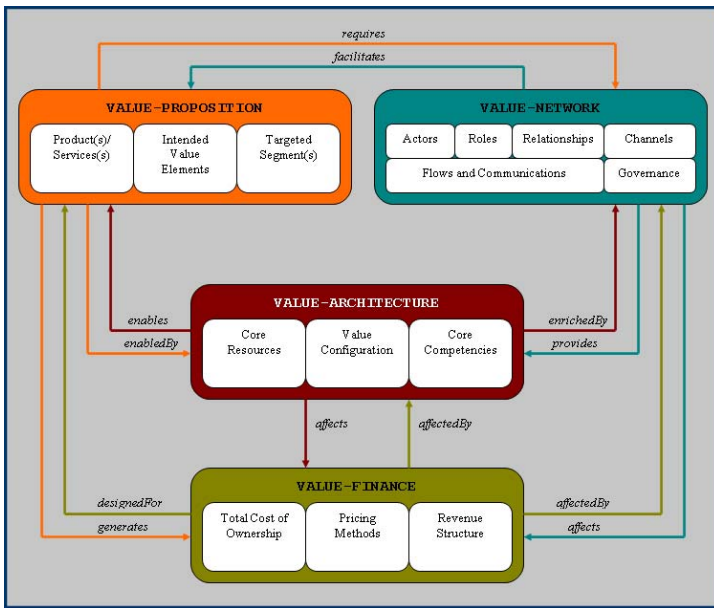 requires
facilitates
VALUE-PROPOSITION
Product(s)/
Services(s)
Intended
Value
Elements
Targeted
Segment(s)
VALUE-NETWORK
Actors
Roles
Relationships
Channels
Flows and Communications
Governance
VALUE-ARCHITECTURE
Core
Resources
Value
Configuration
Core
Competencies
enables
enabledBy
enrichedBy
provides
affects
affectedBy
VALUE-FINANCE
Total Cost of
Ownership
Pricing
Methods
Revenue
Structure
designedFor
generates
affectedBy
affects